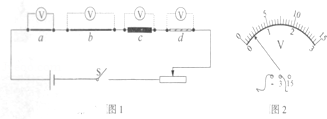 V V V V
a b c d
S
图1
0 5 10 15
0 1 2 3
V
- 3 15
图2